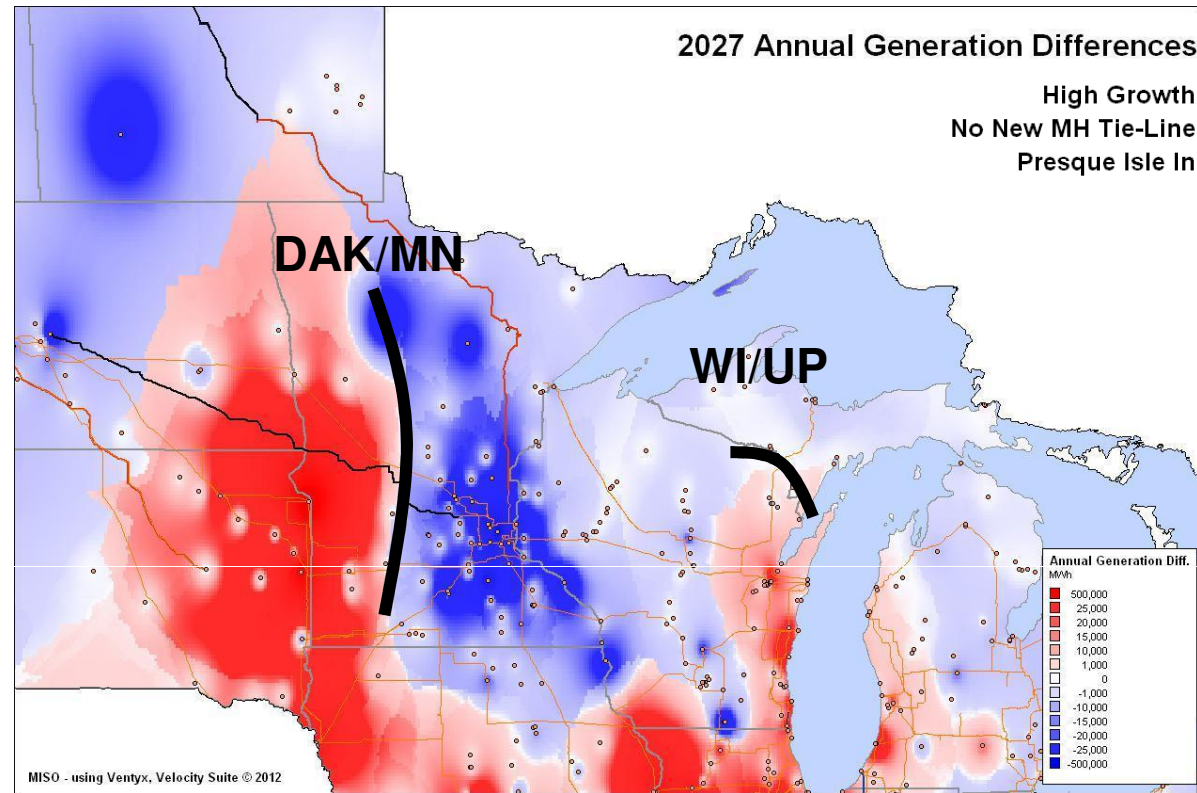 2027 Annual Generation Differences
High Growth
No New MH Tie-Line
Presque Isle In
DAK/MN
WI/UP
Annual Generation Diff.
MWh
500,000
25,000
20,000
15,000
10,000
1,000
0
-1,000
-10,000
-15,000
-20,000
-25,000
-500,000
MISO - using Ventyx, Velocity Suite © 2012